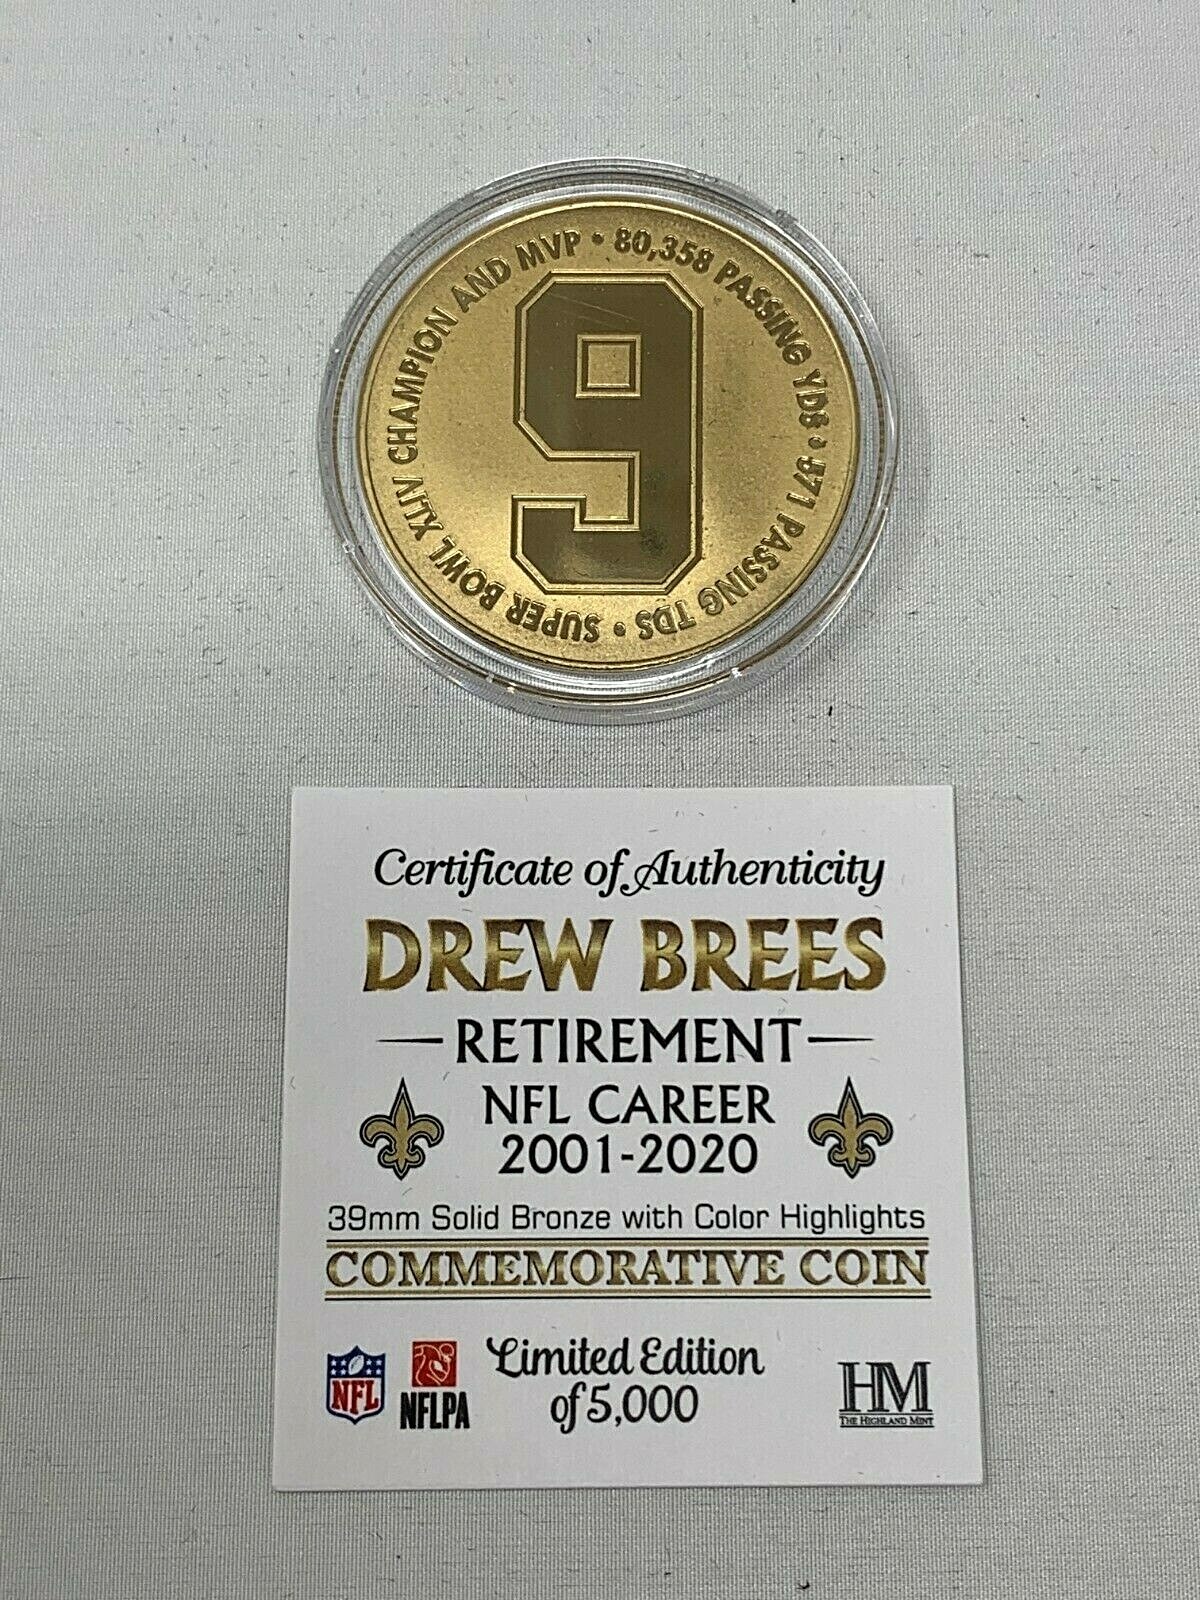 SUPER BOWL XLIV CHAMPION AND MVP • 80,358 PASSING YDS • 571 PASSING TDS •
9
Certificate of Authenticity
DREW BREES
RETIREMENT
NFL CAREER
2001-2020
39mm Solid Bronze with Color Highlights
COMMEMORATIVE COIN
NFL
NFLPA
Limited Edition
of 5,000
HM
THE HIGHLAND MINT